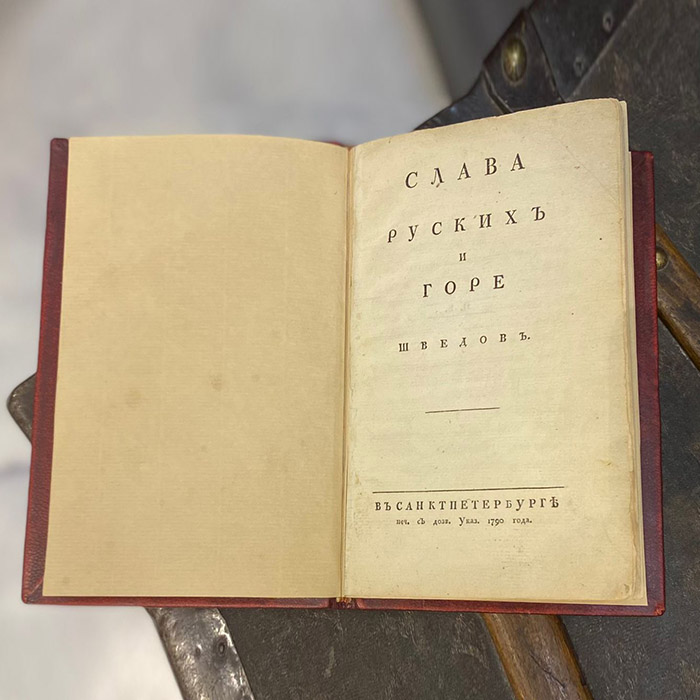 СЛАВА
РУСКИХЪ
И
ГОРЕ
ШВЕДОВЪ.
ВЪ САНКТПЕТЕРБУРГѢ
печ. съ дозв. Указ. 1790 года.